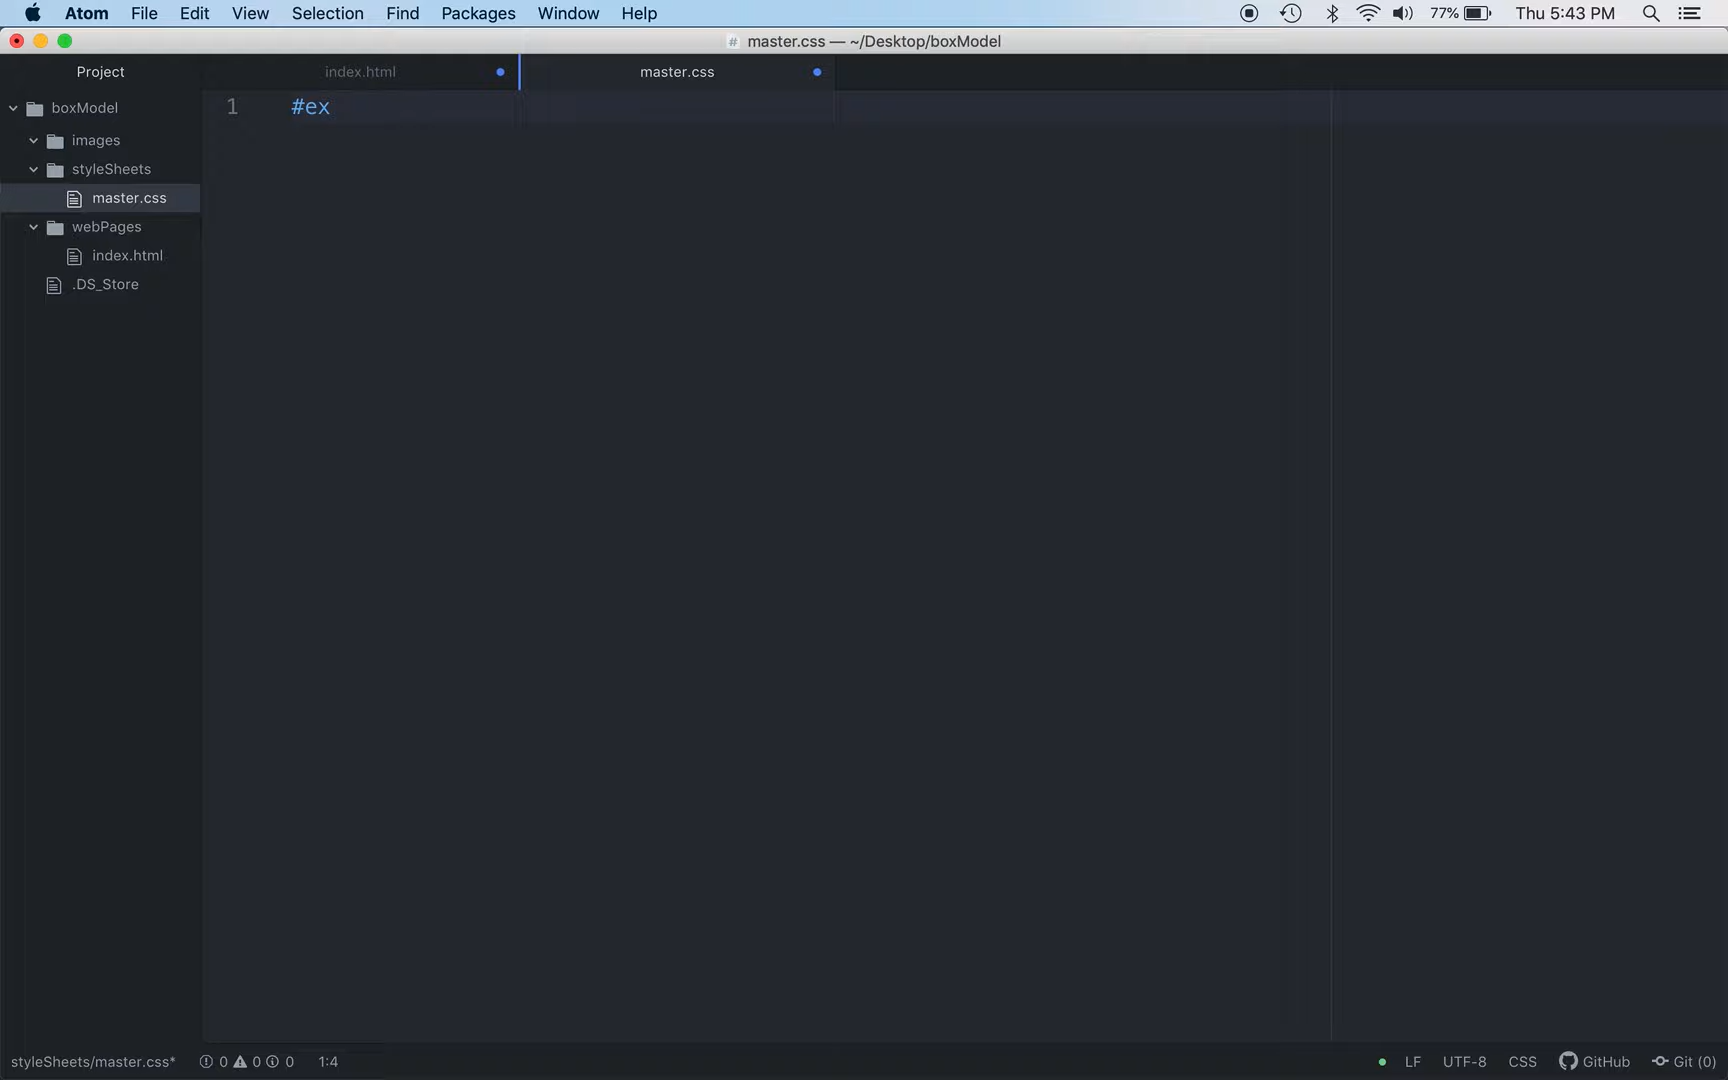 Atom File Edit View Selection Find Packages Window Help 77% Thu 5:43 PM
# master.css — ~/Desktop/boxModel
Project index.html master.css
boxModel
images
styleSheets
master.css
webPages
index.html
.DS_Store
1 #ex
styleSheets/master.css* 0 0 0 1:4 LF UTF-8 CSS GitHub Git (0)